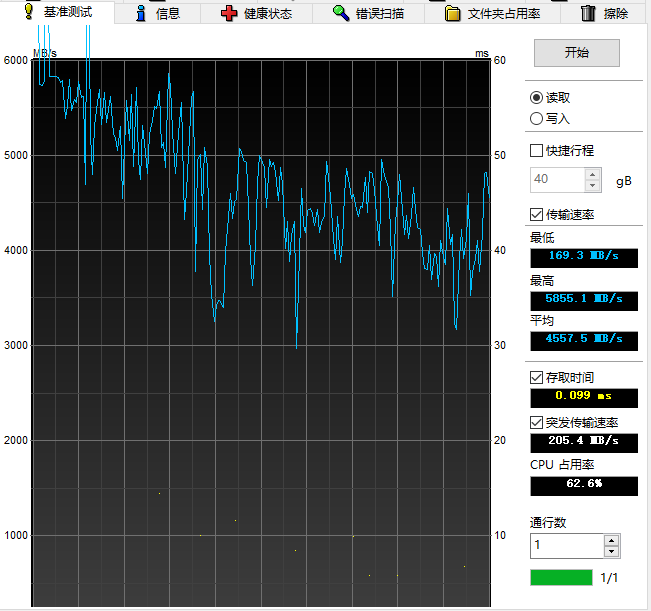 基准测试 信息 健康状态 错误扫描 文件夹占用率 擦除
MB/s ms
6000 60
5000 50
4000 40
3000 30
2000 20
1000 10
开始
读取
写入
快捷行程
40 gB
传输速率
最低
169.3 MB/s
最高
5855.1 MB/s
平均
4557.5 MB/s
存取时间
0.099 ms
突发传输速率
205.4 MB/s
CPU 占用率
62.6%
通行数
1
1/1